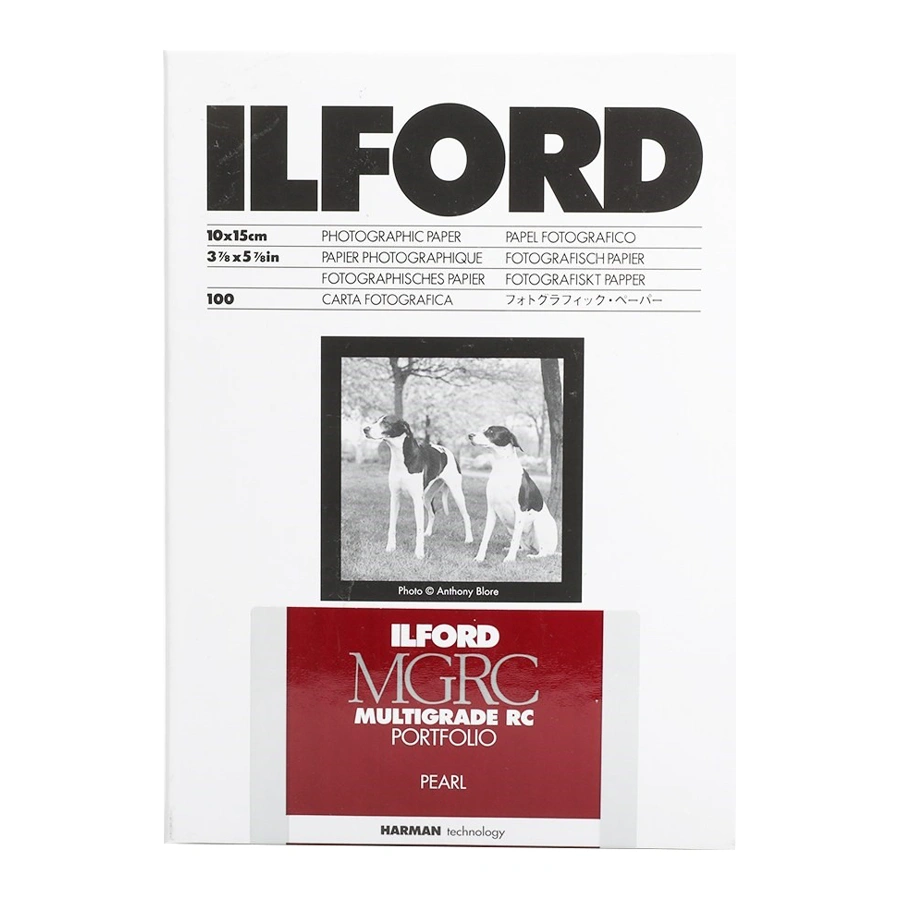 ILFORD
10x15cm PHOTOGRAPHIC PAPER PAPEL FOTOGRAFICO
3 ⅞ x 5 ⅞in PAPIER PHOTOGRAPHIQUE FOTOGRAFISCH PAPIER
FOTOGRAPHISCHES PAPIER FOTOGRAFISKT PAPPER
100 CARTA FOTOGRAFICA フォトグラフィック・ペーパー
Photo © Anthony Blore
ILFORD
MGRC
MULTIGRADE RC
PORTFOLIO
PEARL
HARMAN technology